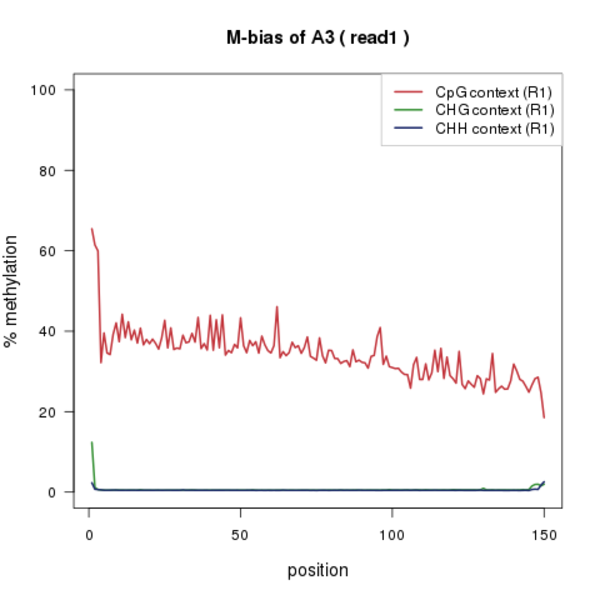 M-bias of A3 ( read1 )
CpG context (R1)
CHG context (R1)
CHH context (R1)
100
80
60
40
20
0
% methylation
0 50 100 150
position